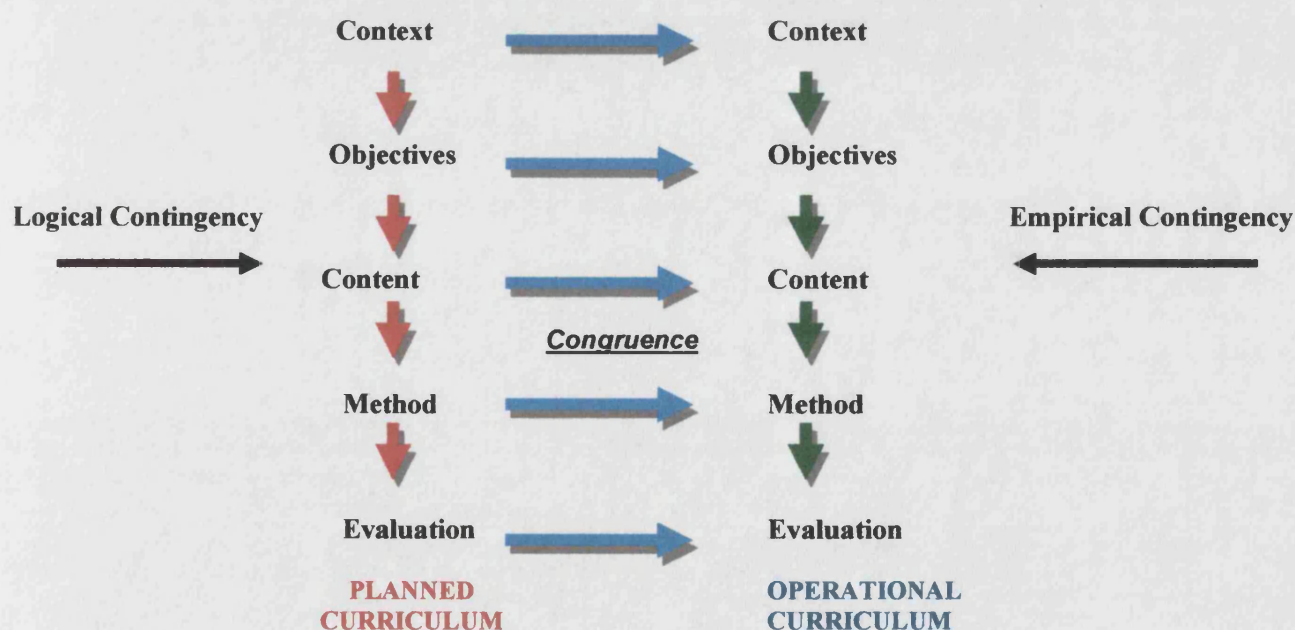 Context Context
Objectives Objectives
Logical Contingency Empirical Contingency
Content Content
Congruence
Method Method
Evaluation Evaluation
PLANNED OPERATIONAL
CURRICULUM CURRICULUM